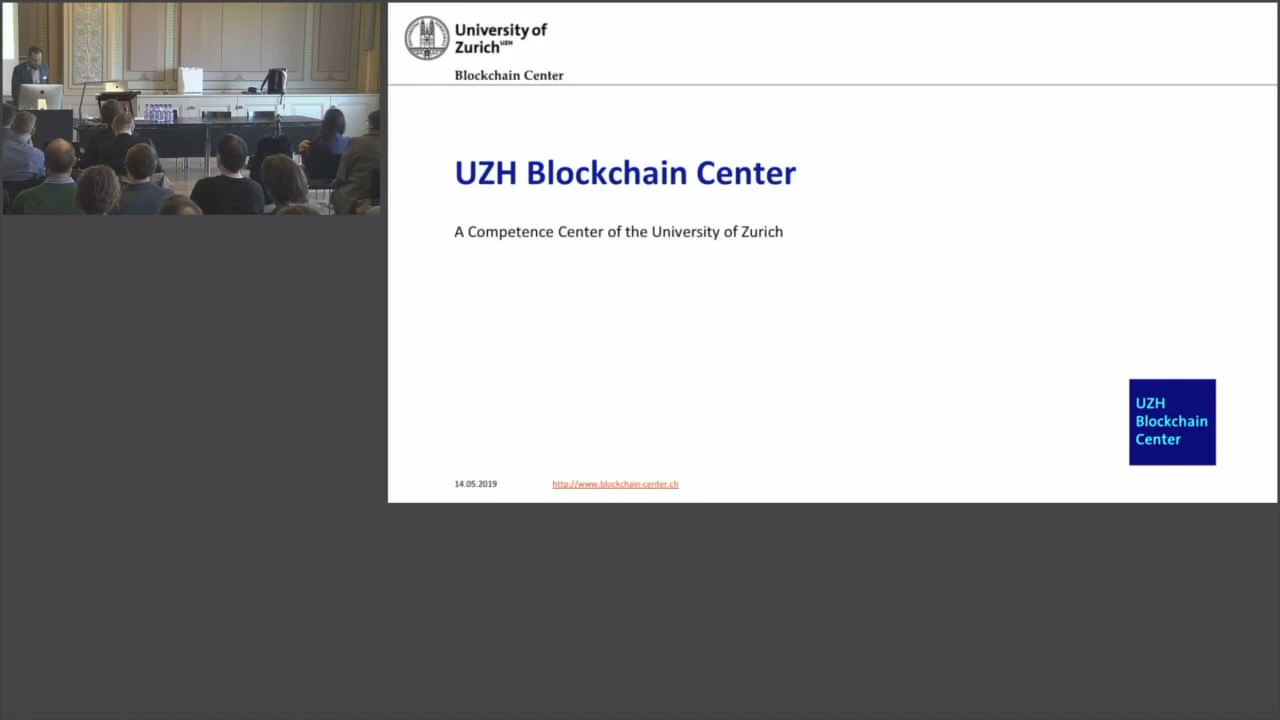 University of
Zurich UZH
Blockchain Center
UZH Blockchain Center
A Competence Center of the University of Zurich
UZH
Blockchain
Center
14.05.2019
http://www.blockchain-center.ch